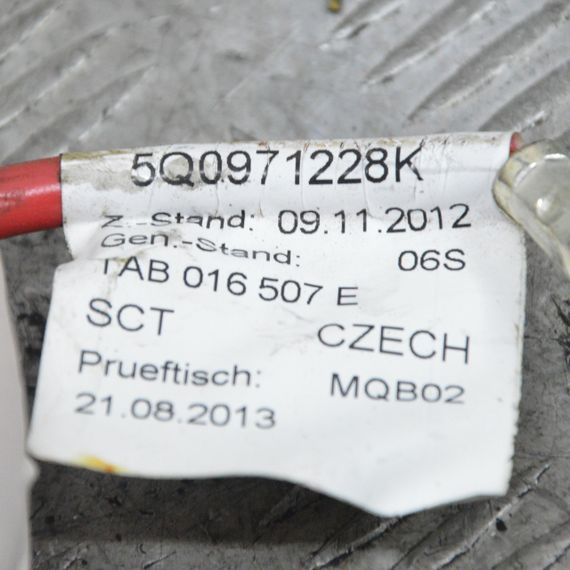 5Q0971228K
Z.-Stand: 09.11.2012
Gen.-Stand: 06S
TAB 016 507 E
SCT CZECH
Prueftisch: MQB02
21.08.2013